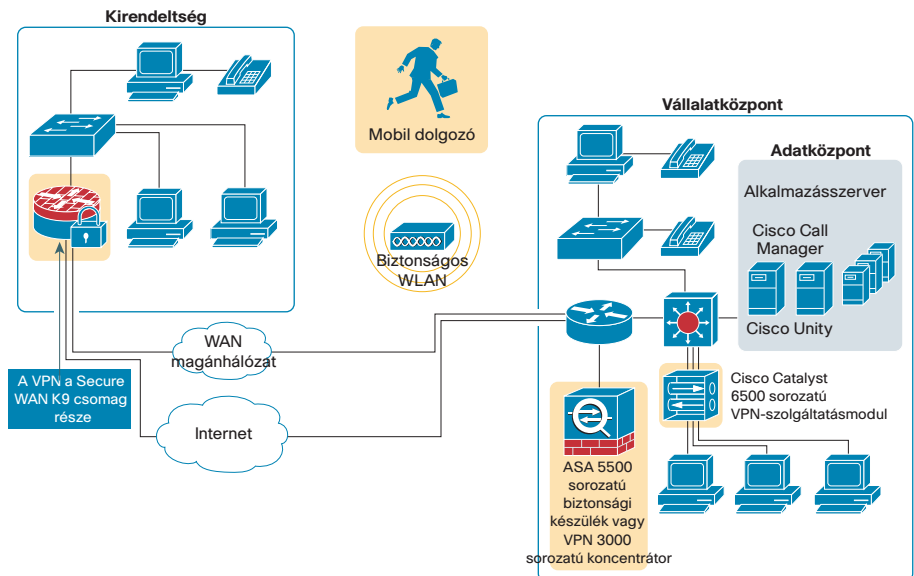 Kirendeltség
Mobil dolgozó
Biztonságos
WLAN
WAN
magánhálózat
A VPN a Secure
WAN K9 csomag
része
Internet
Vállalatközpont
Adatközpont
Alkalmazásszerver
Cisco Call
Manager
Cisco Unity
Cisco Catalyst
6500 sorozatú
VPN-szolgáltatásmodul
ASA 5500
sorozatú
biztonsági
készülék vagy
VPN 3000
sorozatú koncentrátor